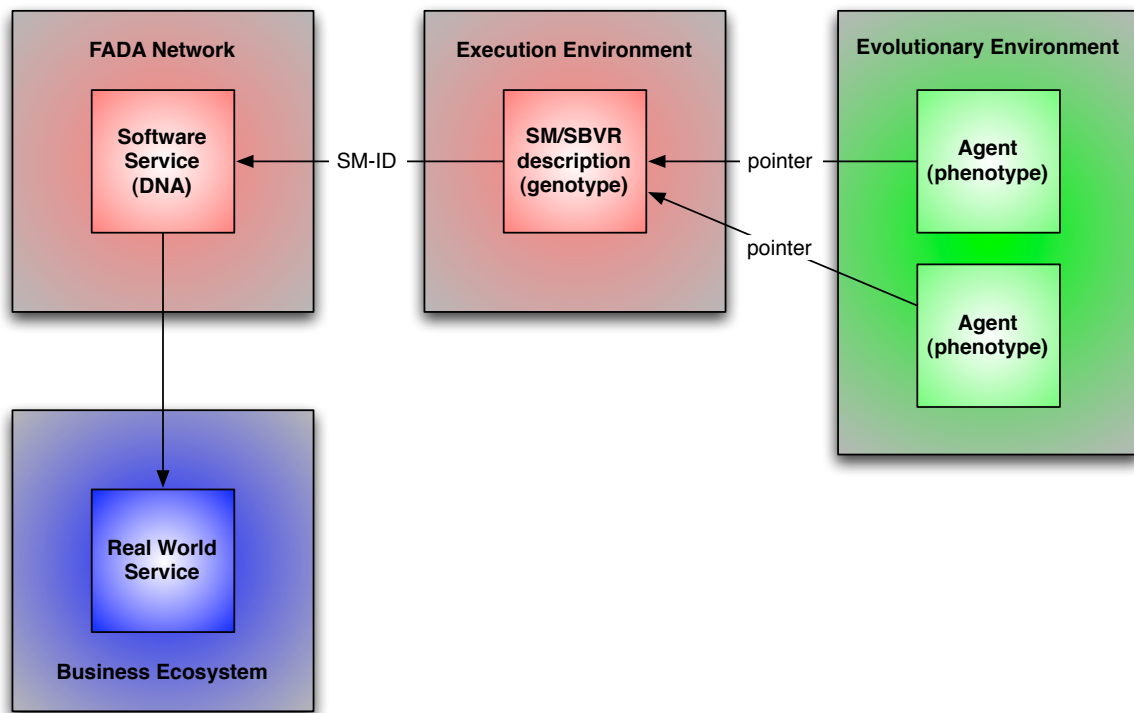 FADA Network
Software
Service
(DNA)
SM-ID
Execution Environment
SM/SBVR
description
(genotype)
pointer
pointer
Evolutionary Environment
Agent
(phenotype)
Agent
(phenotype)
Real World
Service
Business Ecosystem